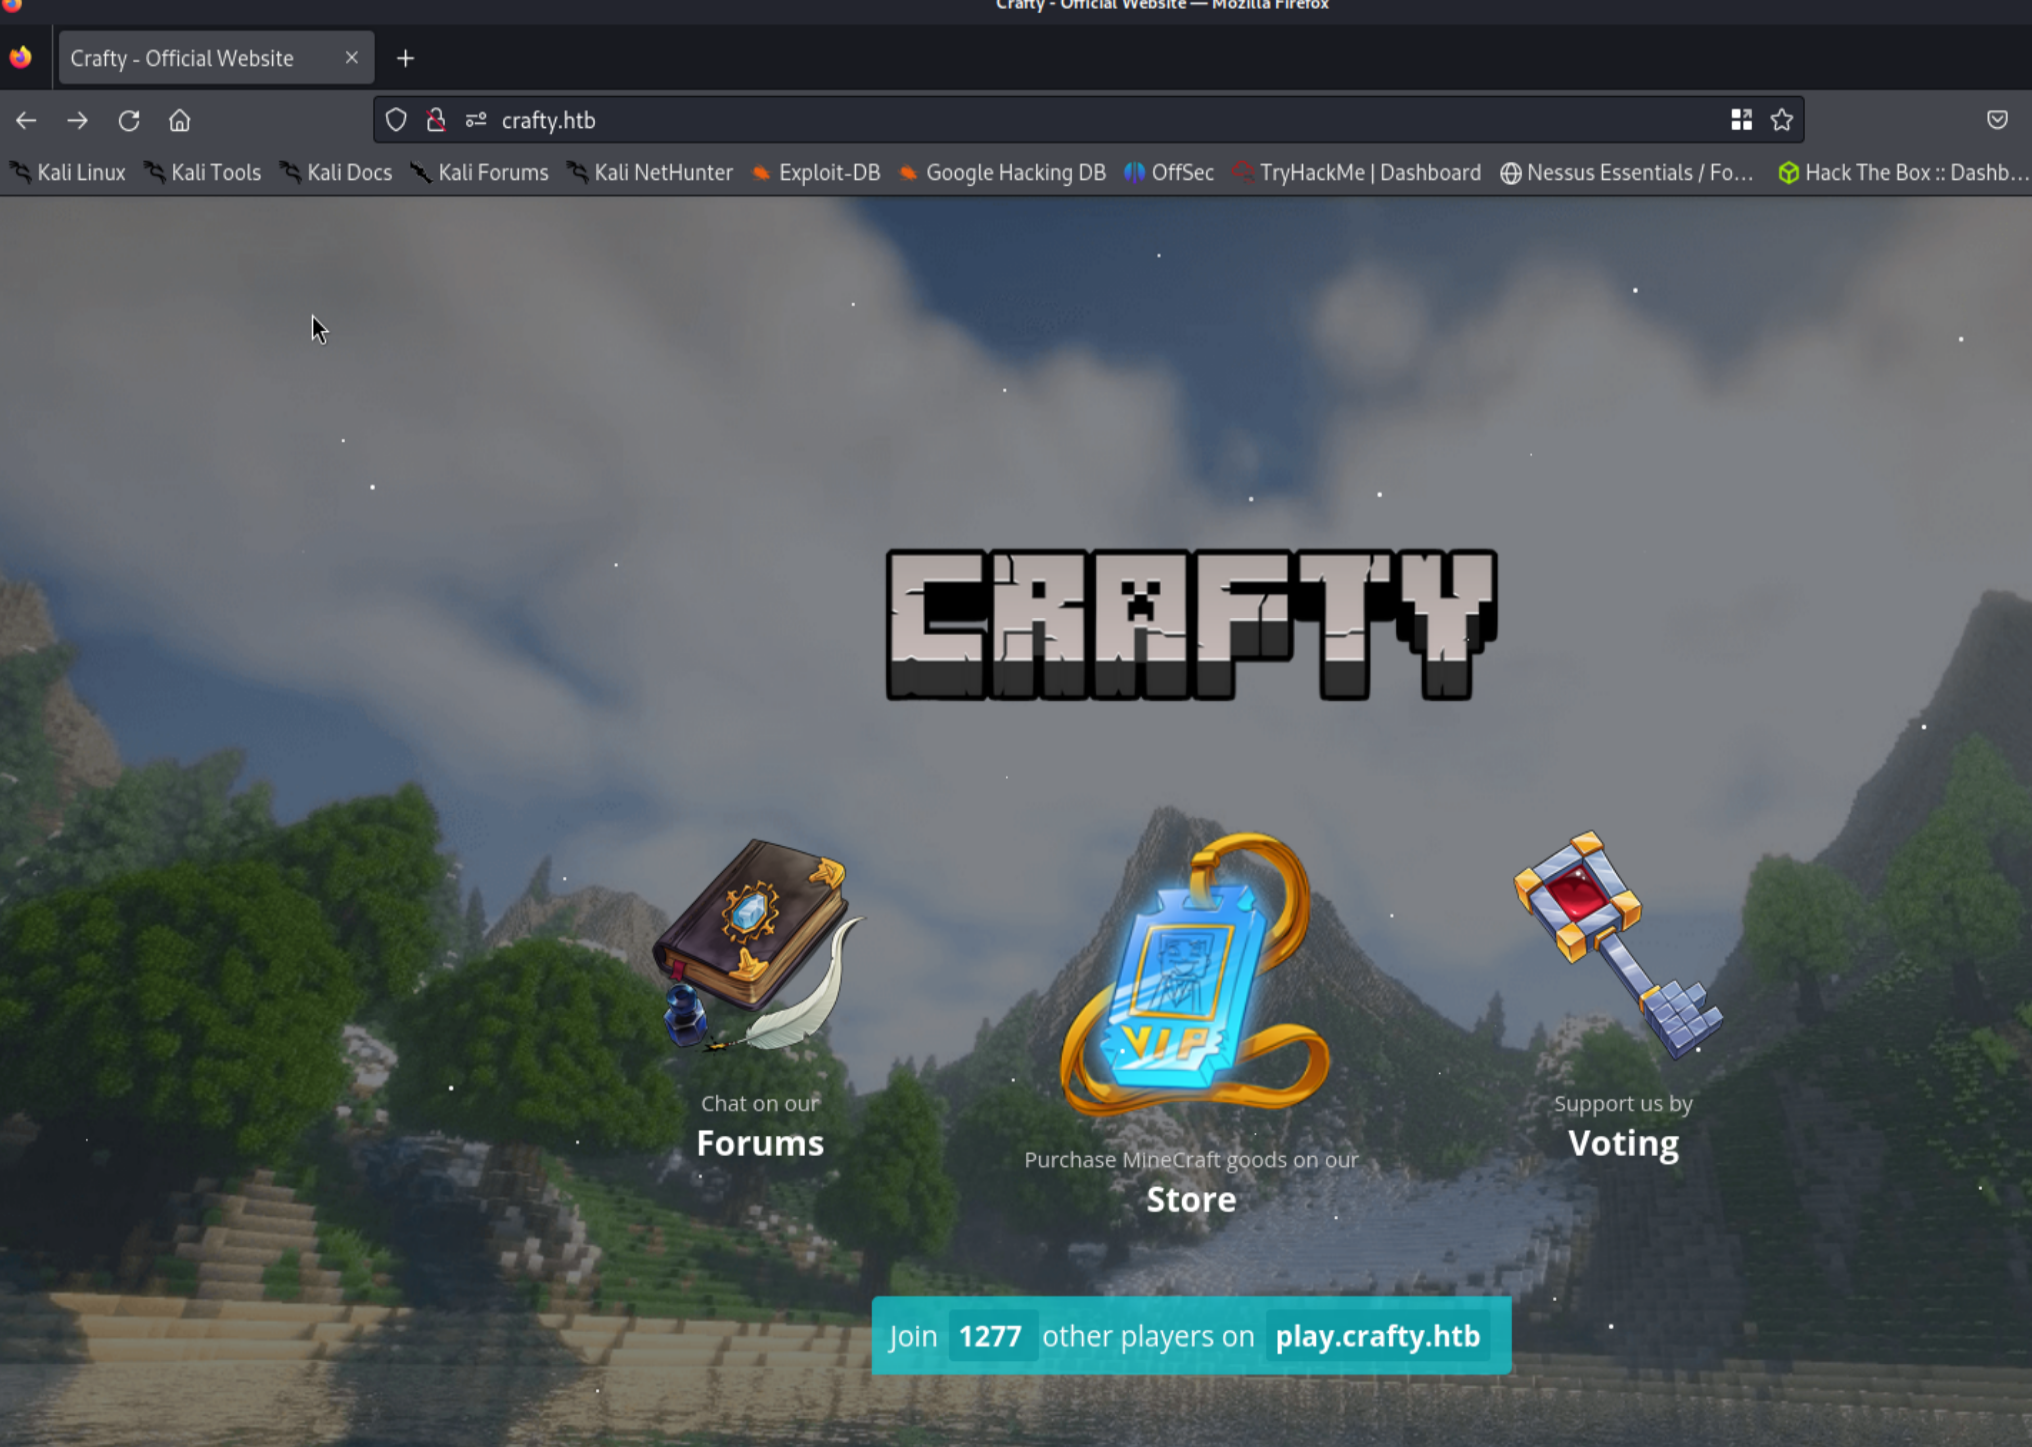 Crafty - Official Website — Mozilla Firefox
Crafty - Official Website
crafty.htb
Kali Linux Kali Tools Kali Docs Kali Forums Kali NetHunter Exploit-DB Google Hacking DB OffSec TryHackMe | Dashboard Nessus Essentials / Fo... Hack The Box :: Dashb...
CRAFTY
VIP
Chat on our
Forums
Purchase MineCraft goods on our
Store
Support us by
Voting
Join 1277 other players on play.crafty.htb